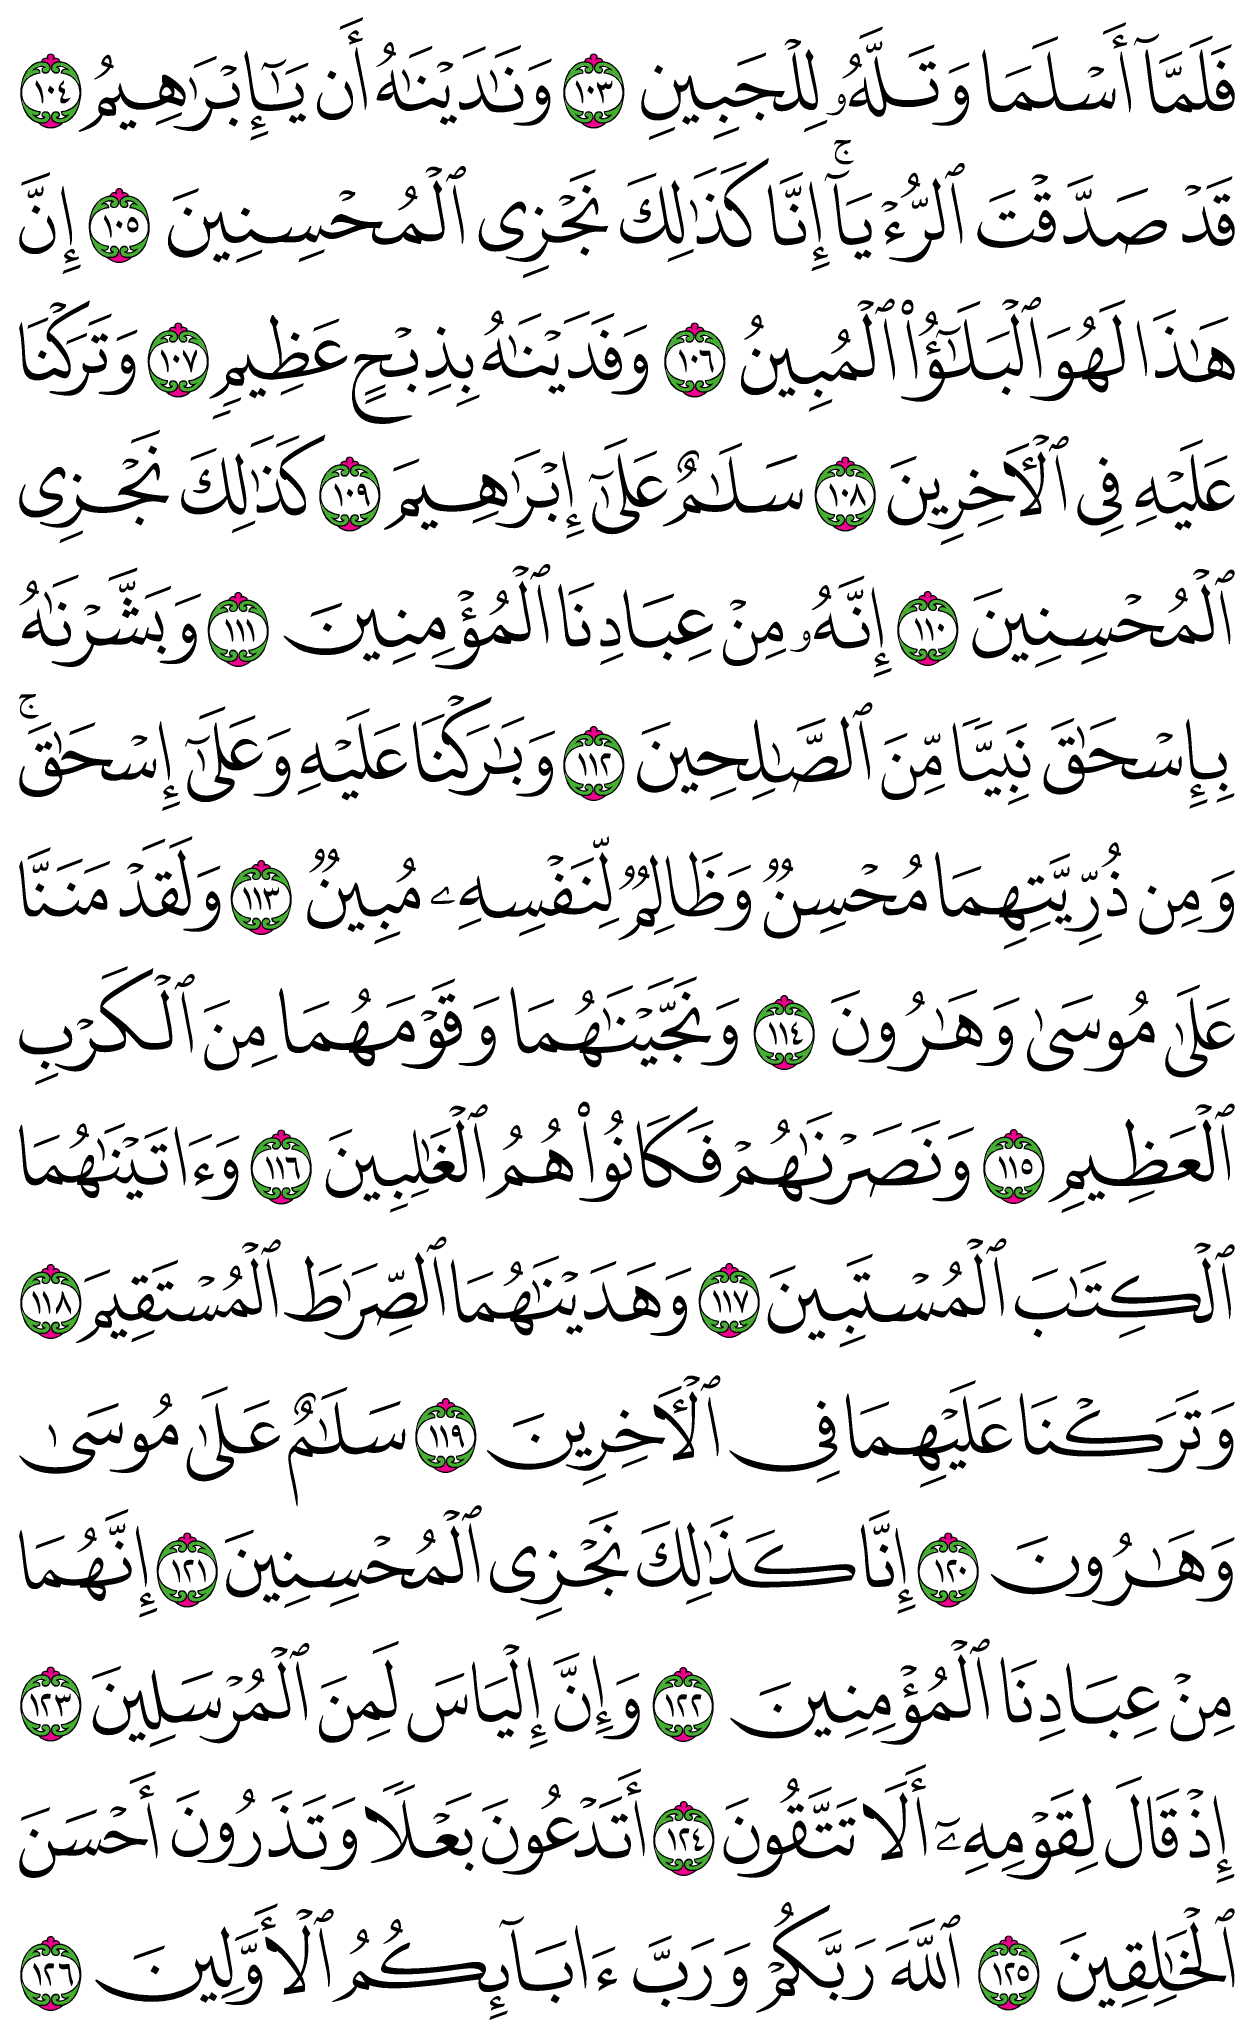 فَلَمَّآ أَسْلَمَا وَتَلَّهُۥ لِلْجَبِينِ ١٠٣ وَنَٰدَيْنَٰهُ أَن يَٰٓإِبْرَٰهِيمُ ١٠٤
قَدْ صَدَّقْتَ ٱلرُّءْيَآۚ إِنَّا كَذَٰلِكَ نَجْزِى ٱلْمُحْسِنِينَ ١٠٥ إِنَّ
هَٰذَا لَهُوَ ٱلْبَلَٰٓؤُا۟ ٱلْمُبِينُ ١٠٦ وَفَدَيْنَٰهُ بِذِبْحٍ عَظِيمٍ ١٠٧ وَتَرَكْنَا
عَلَيْهِ فِى ٱلْأَخِرِينَ ١٠٨ سَلَٰمٌ عَلَىٰٓ إِبْرَٰهِيمَ ١٠٩ كَذَٰلِكَ نَجْزِى
ٱلْمُحْسِنِينَ ١١٠ إِنَّهُۥ مِنْ عِبَادِنَا ٱلْمُؤْمِنِينَ ١١١ وَبَشَّرْنَٰهُ
بِإِسْحَٰقَ نَبِيًّا مِّنَ ٱلصَّٰلِحِينَ ١١٢ وَبَٰرَكْنَا عَلَيْهِ وَعَلَىٰٓ إِسْحَٰقَۚ
وَمِن ذُرِّيَّتِهِمَا مُحْسِنٌ وَظَالِمٌ لِّنَفْسِهِۦ مُبِينٌ ١١٣ وَلَقَدْ مَنَنَّا
عَلَىٰ مُوسَىٰ وَهَٰرُونَ ١١٤ وَنَجَّيْنَٰهُمَا وَقَوْمَهُمَا مِنَ ٱلْكَرْبِ
ٱلْعَظِيمِ ١١٥ وَنَصَرْنَٰهُمْ فَكَانُوا۟ هُمُ ٱلْغَٰلِبِينَ ١١٦ وَءَاتَيْنَٰهُمَا
ٱلْكِتَٰبَ ٱلْمُسْتَبِينَ ١١٧ وَهَدَيْنَٰهُمَا ٱلصِّرَٰطَ ٱلْمُسْتَقِيمَ ١١٨
وَتَرَكْنَا عَلَيْهِمَا فِى ٱلْأَخِرِينَ ١١٩ سَلَٰمٌ عَلَىٰ مُوسَىٰ
وَهَٰرُونَ ١٢٠ إِنَّا كَذَٰلِكَ نَجْزِى ٱلْمُحْسِنِينَ ١٢١ إِنَّهُمَا
مِنْ عِبَادِنَا ٱلْمُؤْمِنِينَ ١٢٢ وَإِنَّ إِلْيَاسَ لَمِنَ ٱلْمُرْسَلِينَ ١٢٣
إِذْ قَالَ لِقَوْمِهِۦٓ أَلَا تَتَّقُونَ ١٢٤ أَتَدْعُونَ بَعْلًا وَتَذَرُونَ أَحْسَنَ
ٱلْخَٰلِقِينَ ١٢٥ ٱللَّهَ رَبَّكُمْ وَرَبَّ ءَابَآئِكُمُ ٱلْأَوَّلِينَ ١٢٦